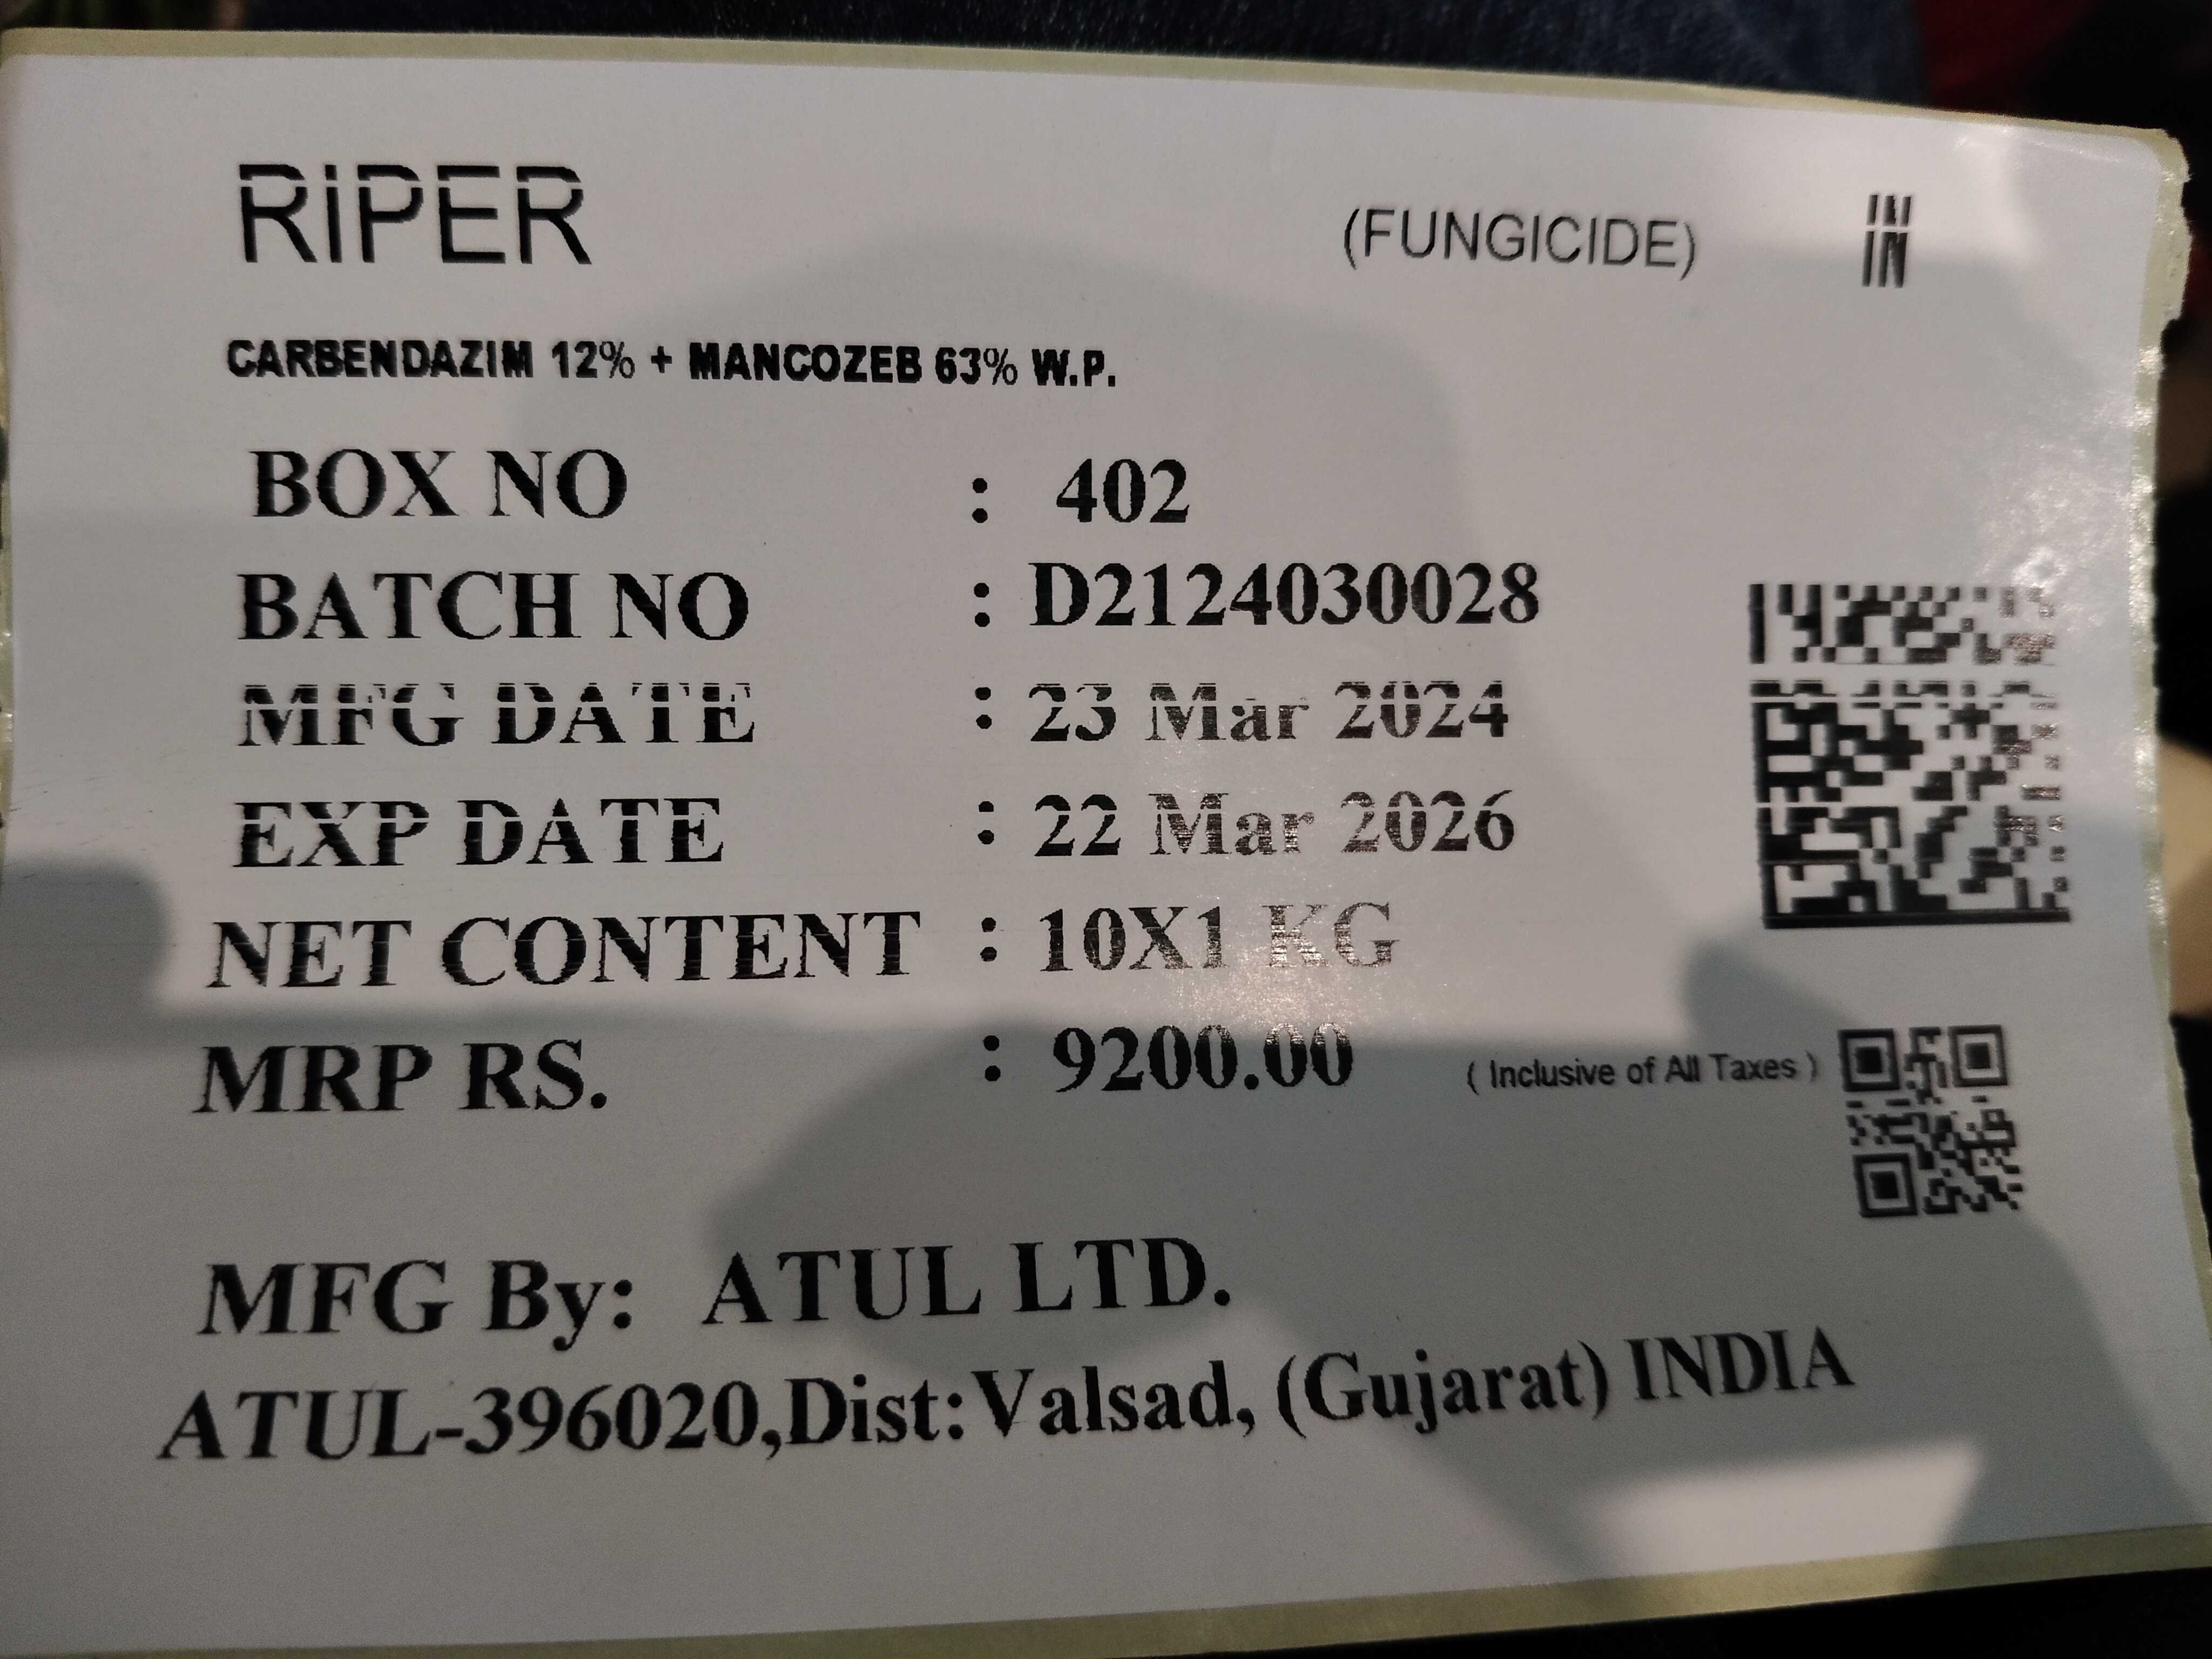 RiPER (FUNGICIDE) IN
CARBENDAZIM 12% + MANCOZEB 63% W.P.
BOX NO : 402
BATCH NO : D2124030028
MFG DATE : 23 Mar 2024
EXP DATE : 22 Mar 2026
NET CONTENT : 10X1 KG
MRP RS. : 9200.00 ( Inclusive of All Taxes )
MFG By: ATUL LTD.
ATUL-396020,Dist:Valsad, (Gujarat) INDIA